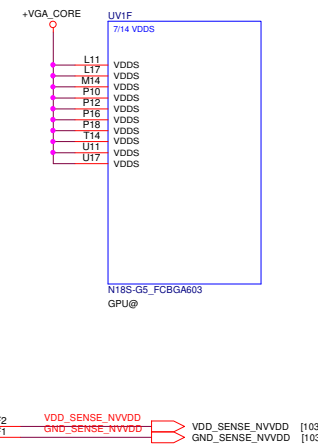 +VGA_CORE
UV1F
7/14 VDDS
L11 VDDS
L17 VDDS
M14 VDDS
P10 VDDS
P12 VDDS
P16 VDDS
P18 VDDS
T14 VDDS
U11 VDDS
U17 VDDS
N18S-G5_FCBGA603
GPU@
VDD_SENSE_NVVDD VDD_SENSE_NVVDD
GND_SENSE_NVVDD GND_SENSE_NVVDD